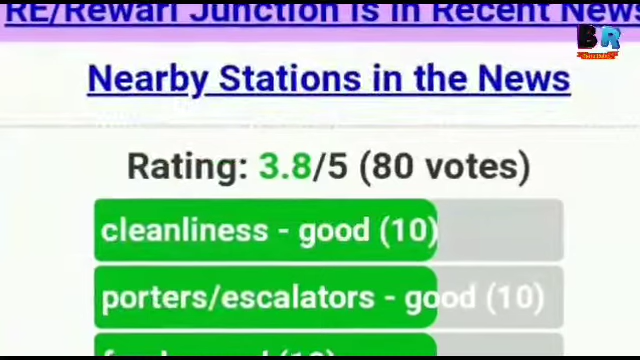 RE/Rewari Junction is in Recent News
BR
Nearby Stations in the News
Rating: 3.8/5 (80 votes)
cleanliness - good (10)
porters/escalators - good (10)